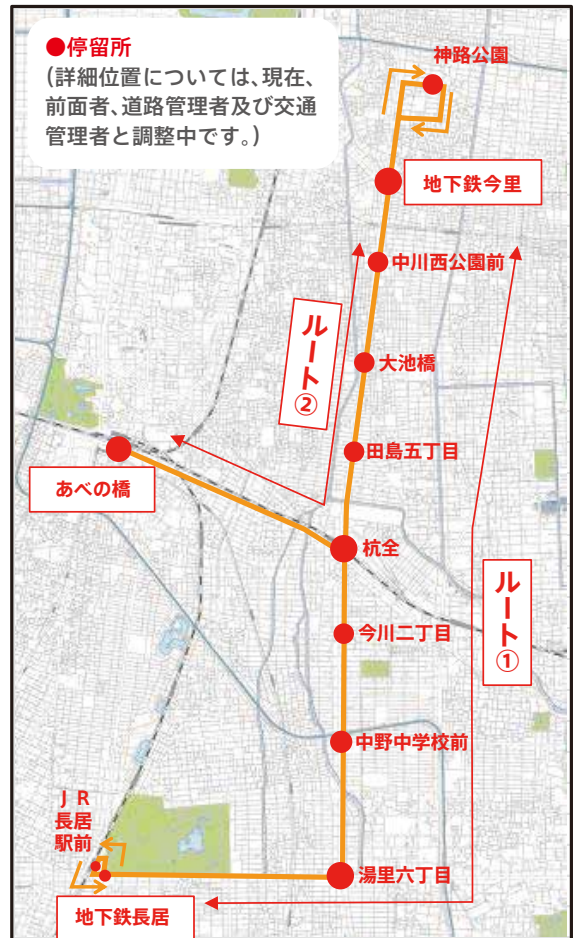 ●停留所
(詳細位置については、現在、
前面者、道路管理者及び交通
管理者と調整中です。)
神路公園
地下鉄今里
中川西公園前
ルート②
大池橋
田島五丁目
あべの橋
杭全
ルート①
今川二丁目
中野中学校前
JR
長居
駅前
湯里六丁目
地下鉄長居